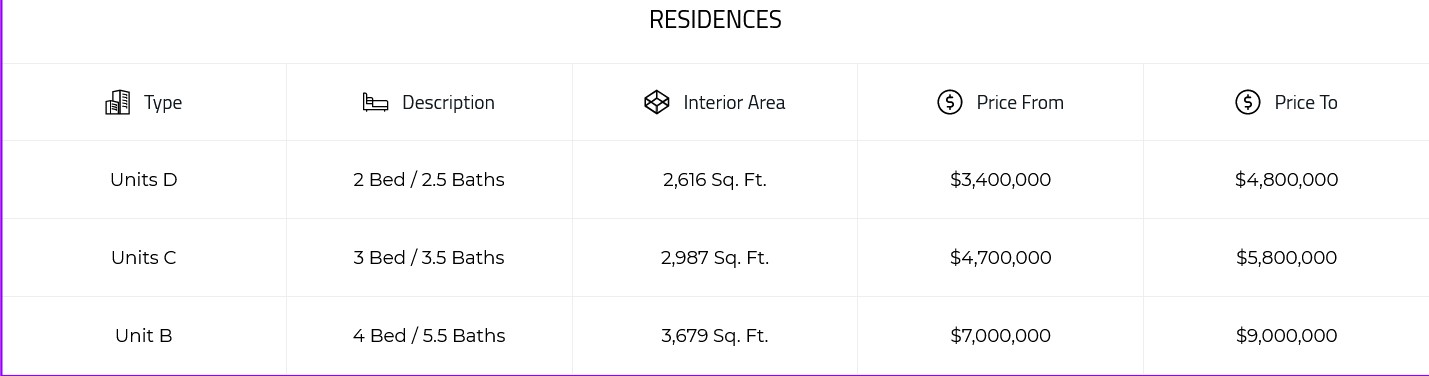 RESIDENCES
Type Description Interior Area Price From Price To
Units D 2 Bed / 2.5 Baths 2,616 Sq. Ft. $3,400,000 $4,800,000
Units C 3 Bed / 3.5 Baths 2,987 Sq. Ft. $4,700,000 $5,800,000
Unit B 4 Bed / 5.5 Baths 3,679 Sq. Ft. $7,000,000 $9,000,000